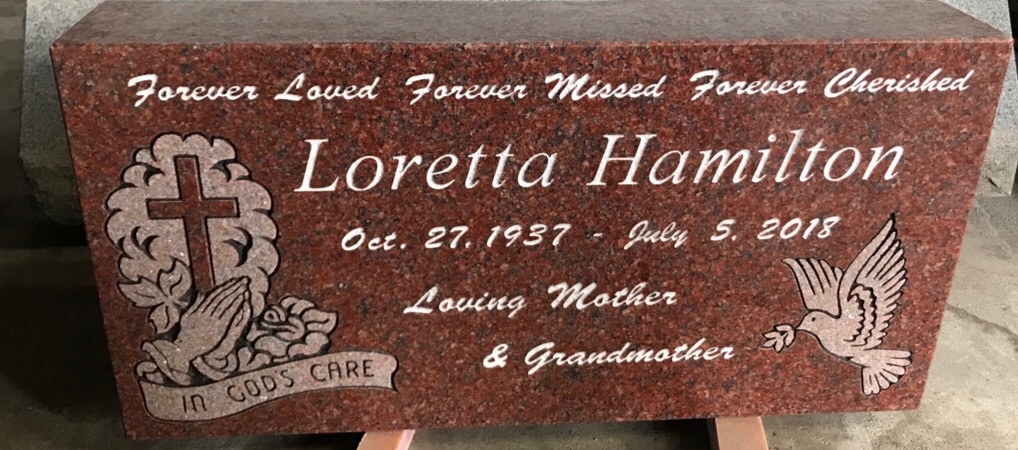 Forever Loved Forever Missed Forever Cherished
Loretta Hamilton
Oct. 27, 1937 - July 5, 2018
Loving Mother
& Grandmother
IN GODS CARE